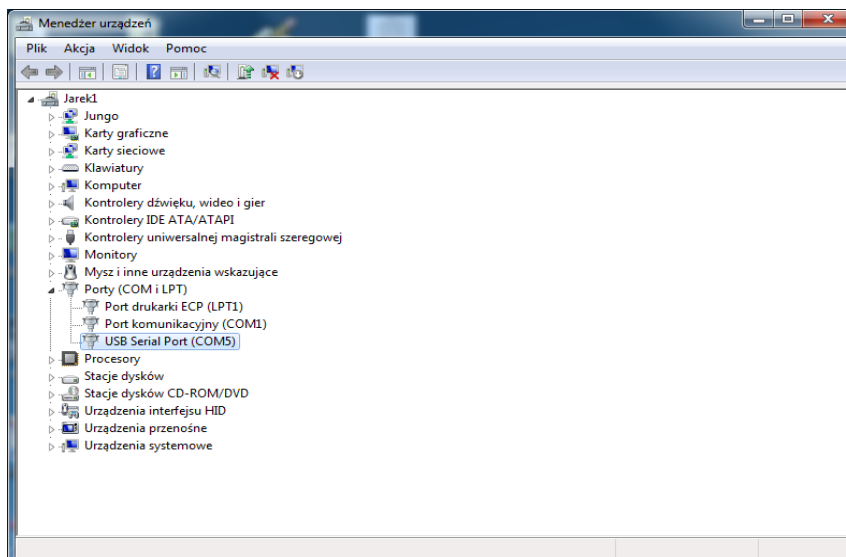 Menedżer urządzeń
Plik Akcja Widok Pomoc
Jarek1
Jungo
Karty graficzne
Karty sieciowe
Klawiatury
Komputer
Kontrolery dźwięku, wideo i gier
Kontrolery IDE ATA/ATAPI
Kontrolery uniwersalnej magistrali szeregowej
Monitory
Mysz i inne urządzenia wskazujące
Porty (COM i LPT)
Port drukarki ECP (LPT1)
Port komunikacyjny (COM1)
USB Serial Port (COM5)
Procesory
Stacje dysków
Stacje dysków CD-ROM/DVD
Urządzenia interfejsu HID
Urządzenia przenośne
Urządzenia systemowe